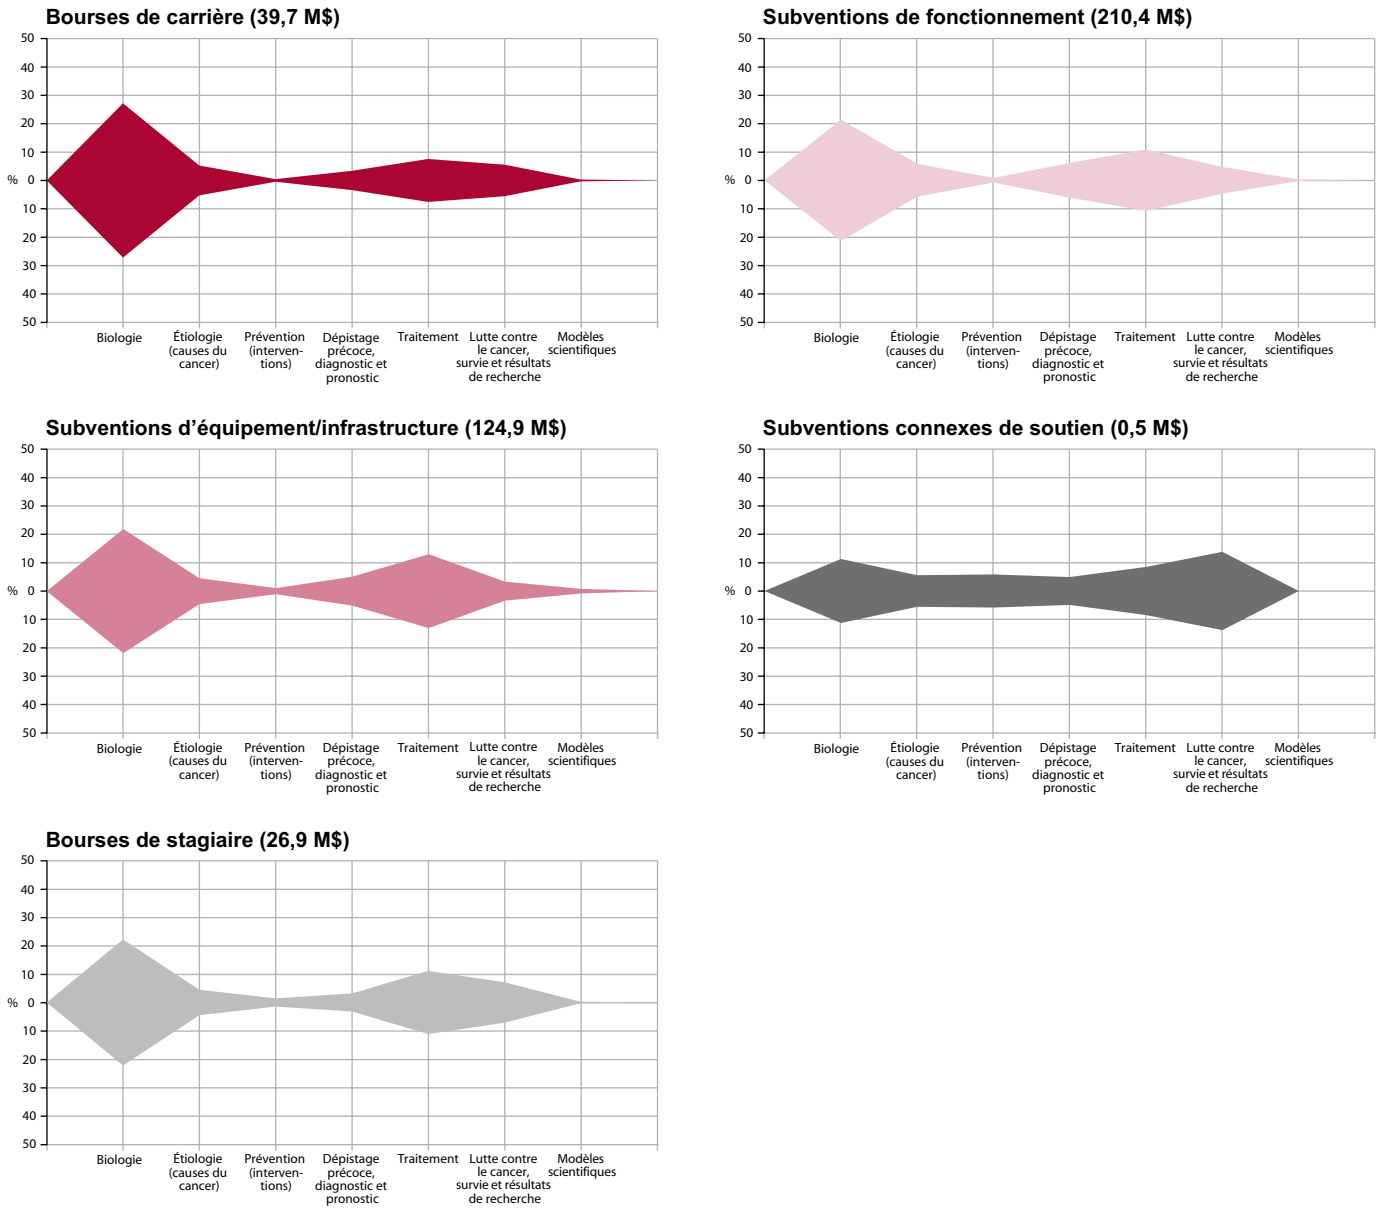 Bourses de carrière (39,7 M$)
50
40
30
20
10
% 0
10
20
30
40
50
Biologie
Étiologie
(causes du
cancer)
Prévention
(interven-
tions)
Dépistage
précoce,
diagnostic et
pronostic
Traitement
Lutte contre
le cancer,
survie et résultats
de recherche
Modèles
scientifiques
Subventions de fonctionnement (210,4 M$)
50
40
30
20
10
% 0
10
20
30
40
50
Biologie
Étiologie
(causes du
cancer)
Prévention
(interven-
tions)
Dépistage
précoce,
diagnostic et
pronostic
Traitement
Lutte contre
le cancer,
survie et résultats
de recherche
Modèles
scientifiques
Subventions d’équipement/infrastructure (124,9 M$)
50
40
30
20
10
% 0
10
20
30
40
50
Biologie
Étiologie
(causes du
cancer)
Prévention
(interven-
tions)
Dépistage
précoce,
diagnostic et
pronostic
Traitement
Lutte contre
le cancer,
survie et résultats
de recherche
Modèles
scientifiques
Subventions connexes de soutien (0,5 M$)
50
40
30
20
10
% 0
10
20
30
40
50
Biologie
Étiologie
(causes du
cancer)
Prévention
(interven-
tions)
Dépistage
précoce,
diagnostic et
pronostic
Traitement
Lutte contre
le cancer,
survie et résultats
de recherche
Modèles
scientifiques
Bourses de stagiaire (26,9 M$)
50
40
30
20
10
% 0
10
20
30
40
50
Biologie
Étiologie
(causes du
cancer)
Prévention
(interven-
tions)
Dépistage
précoce,
diagnostic et
pronostic
Traitement
Lutte contre
le cancer,
survie et résultats
de recherche
Modèles
scientifiques